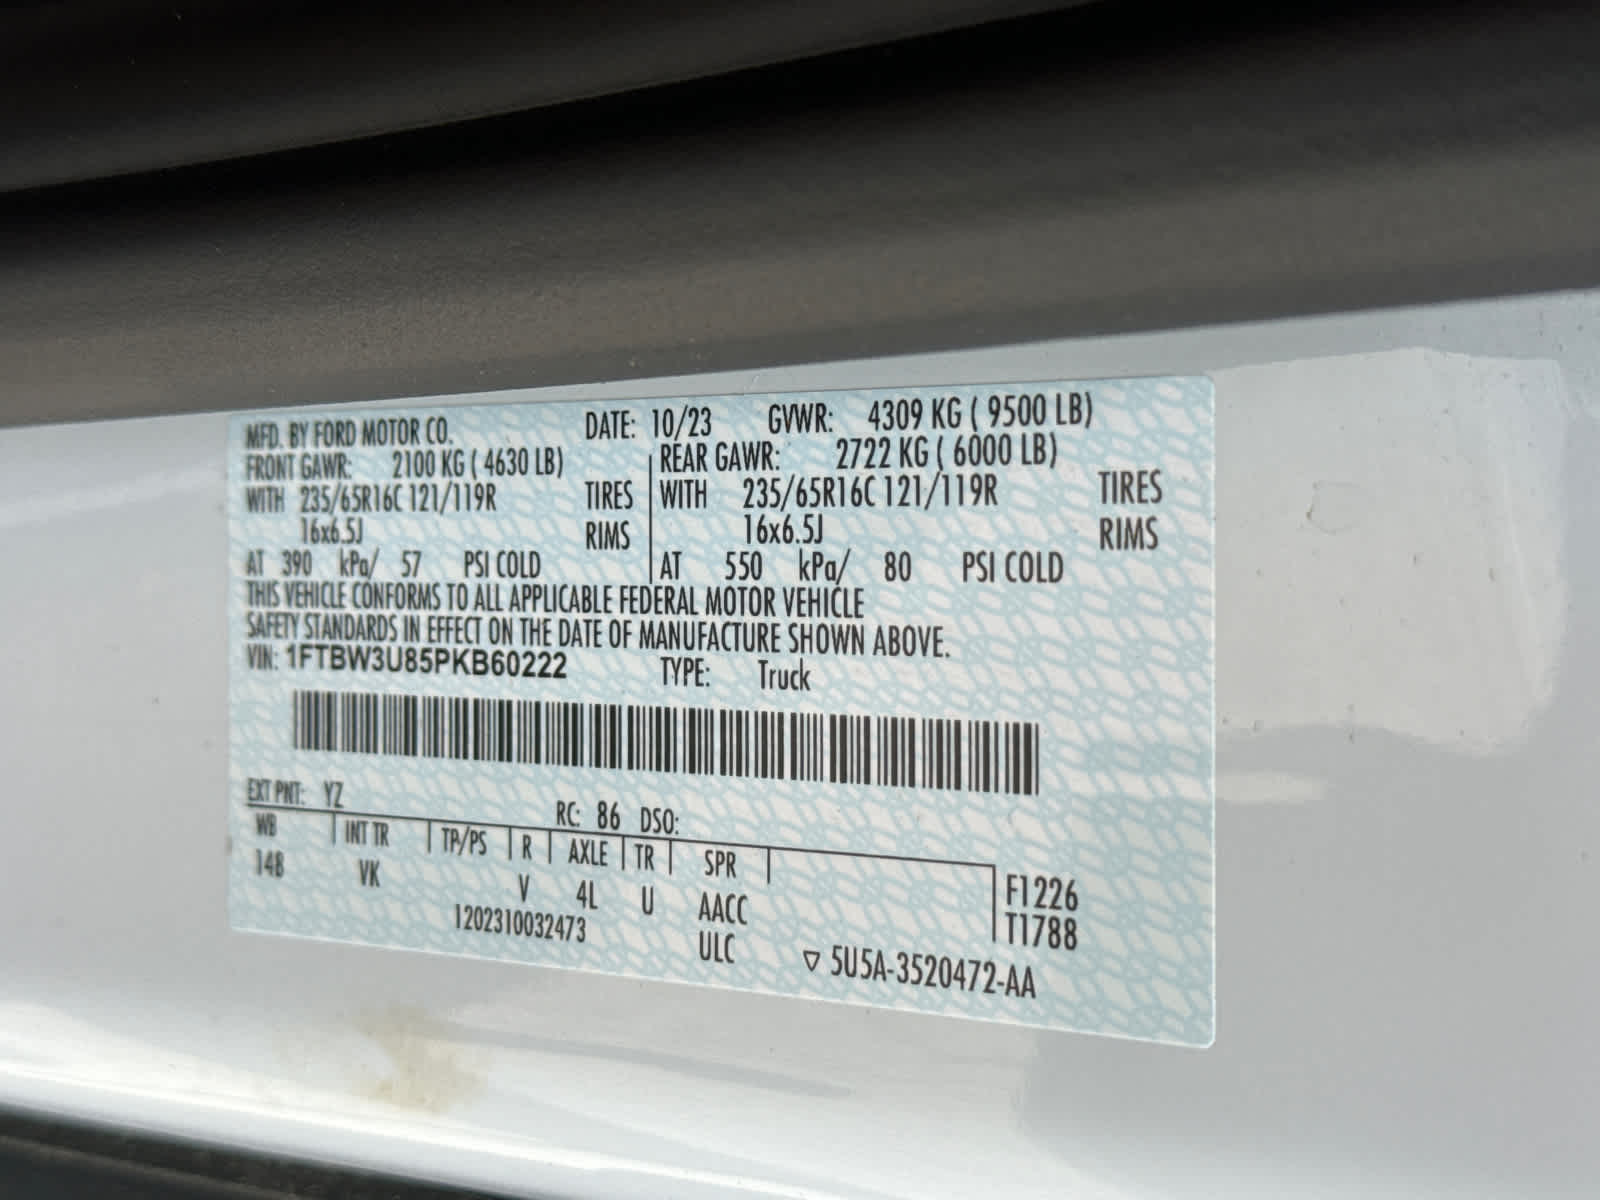 MFD. BY FORD MOTOR CO. DATE: 10/23 GVWR: 4309 KG ( 9500 LB)
FRONT GAWR: 2100 KG ( 4630 LB) REAR GAWR: 2722 KG ( 6000 LB)
WITH 235/65R16C 121/119R TIRES WITH 235/65R16C 121/119R TIRES
16x6.5J RIMS 16x6.5J RIMS
AT 390 kPa/ 57 PSI COLD AT 550 kPa/ 80 PSI COLD
THIS VEHICLE CONFORMS TO ALL APPLICABLE FEDERAL MOTOR VEHICLE
SAFETY STANDARDS IN EFFECT ON THE DATE OF MANUFACTURE SHOWN ABOVE.
VIN: 1FTBW3U85PKB60222 TYPE: Truck
EXT PNT: YZ RC: 86 DSO:
WB INT TR TP/PS R AXLE TR SPR
148 VK V 4L U AACC F1226
1202310032473 ULC T1788
▽ 5U5A-3520472-AA